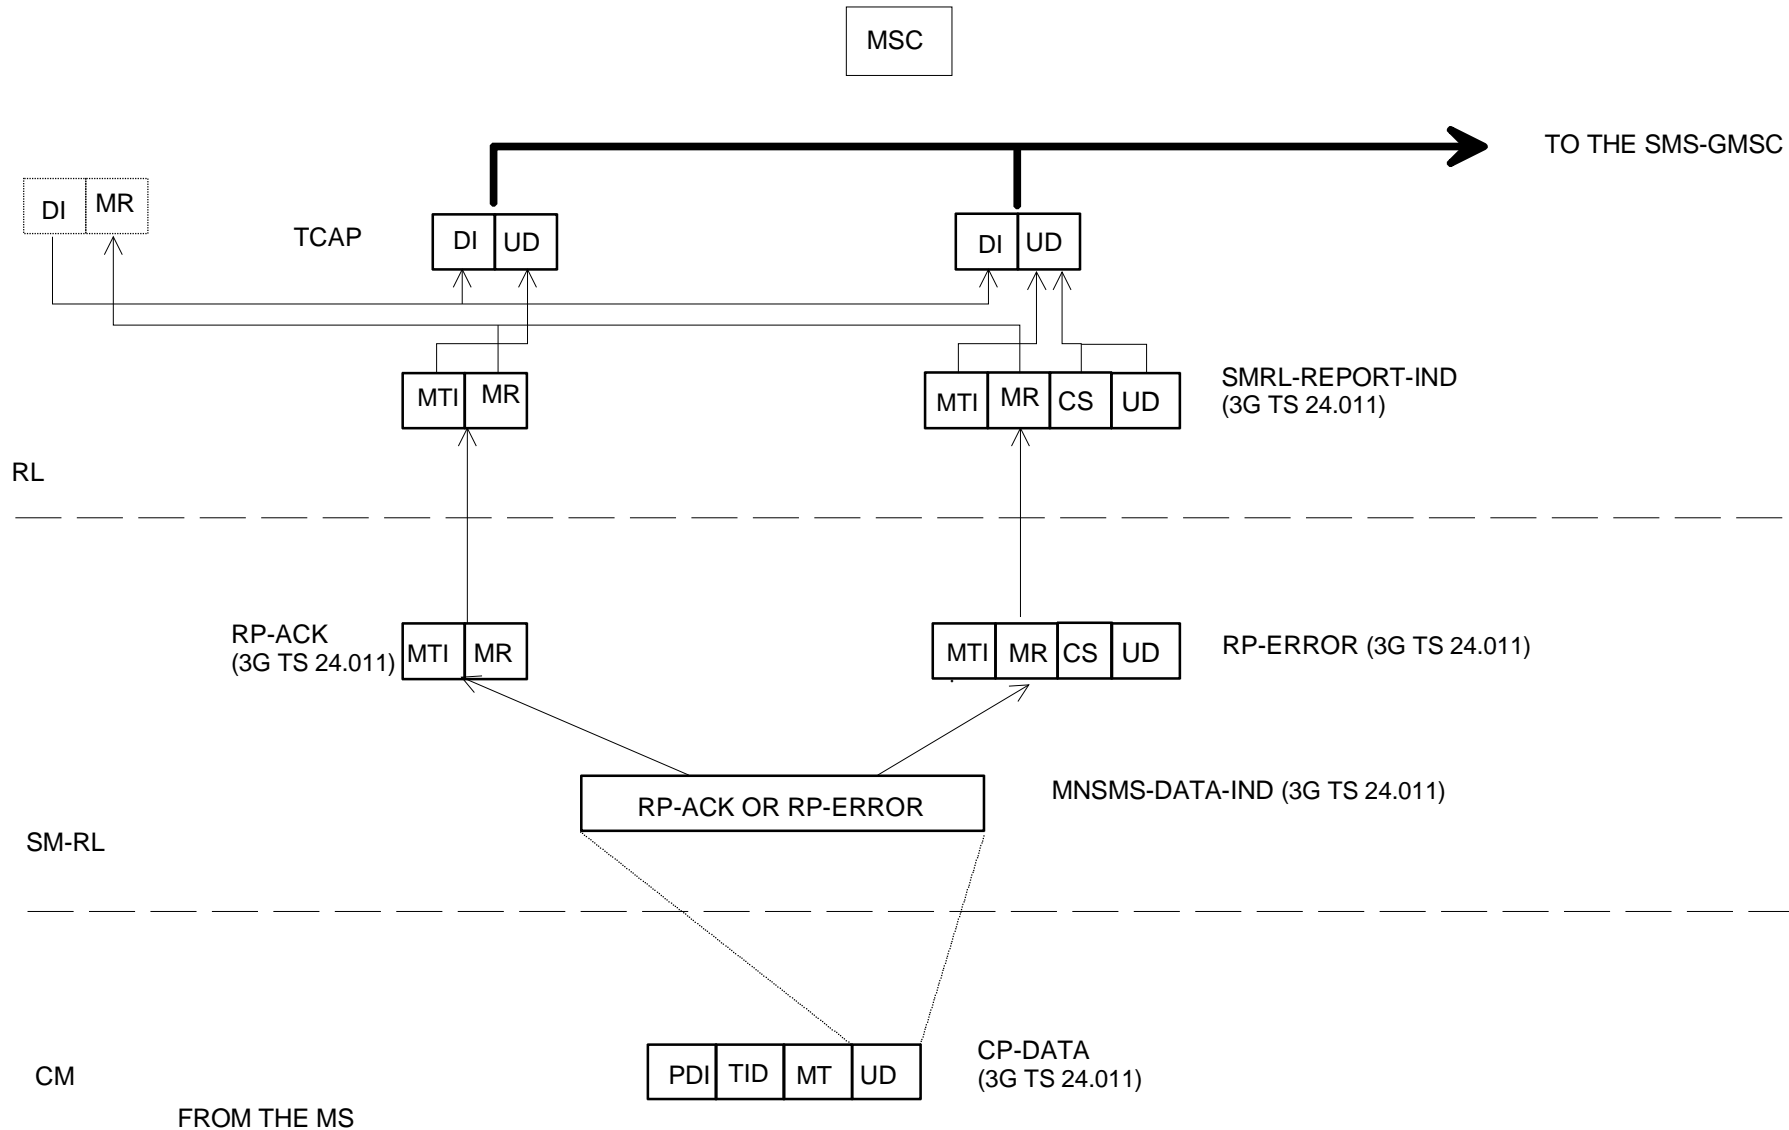 MSC
TO THE SMS-GMSC
DI MR
TCAP
DI UD
DI UD
MTI MR
MTI MR CS UD
SMRL-REPORT-IND
(3G TS 24.011)
RL
RP-ACK
(3G TS 24.011)
MTI MR
MTI MR CS UD
RP-ERROR (3G TS 24.011)
RP-ACK OR RP-ERROR
MNSMS-DATA-IND (3G TS 24.011)
SM-RL
PDI TID MT UD
CP-DATA
(3G TS 24.011)
CM
FROM THE MS